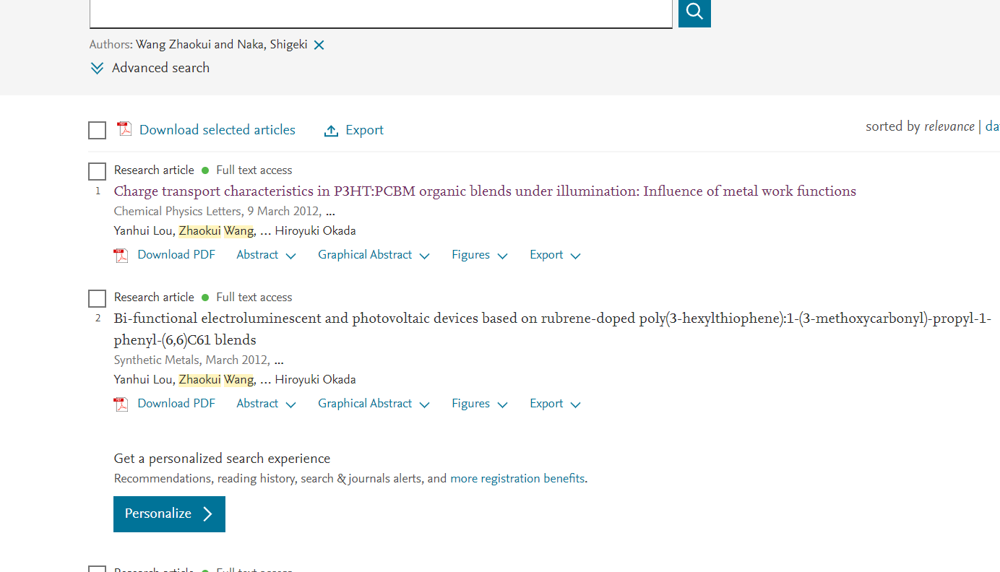 Authors: Wang Zhaokui and Naka, Shigeki
Advanced search
Download selected articles Export
sorted by relevance | da
Research article Full text access
1 Charge transport characteristics in P3HT:PCBM organic blends under illumination: Influence of metal work functions
Chemical Physics Letters, 9 March 2012, ...
Yanhui Lou, Zhaokui Wang, … Hiroyuki Okada
Download PDF Abstract Graphical Abstract Figures Export
Research article Full text access
2 Bi-functional electroluminescent and photovoltaic devices based on rubrene-doped poly(3-hexylthiophene):1-(3-methoxycarbonyl)-propyl-1-
phenyl-(6,6)C61 blends
Synthetic Metals, March 2012, ...
Yanhui Lou, Zhaokui Wang, … Hiroyuki Okada
Download PDF Abstract Graphical Abstract Figures Export
Get a personalized search experience
Recommendations, reading history, search & journals alerts, and more registration benefits.
Personalize
Research article Full text access